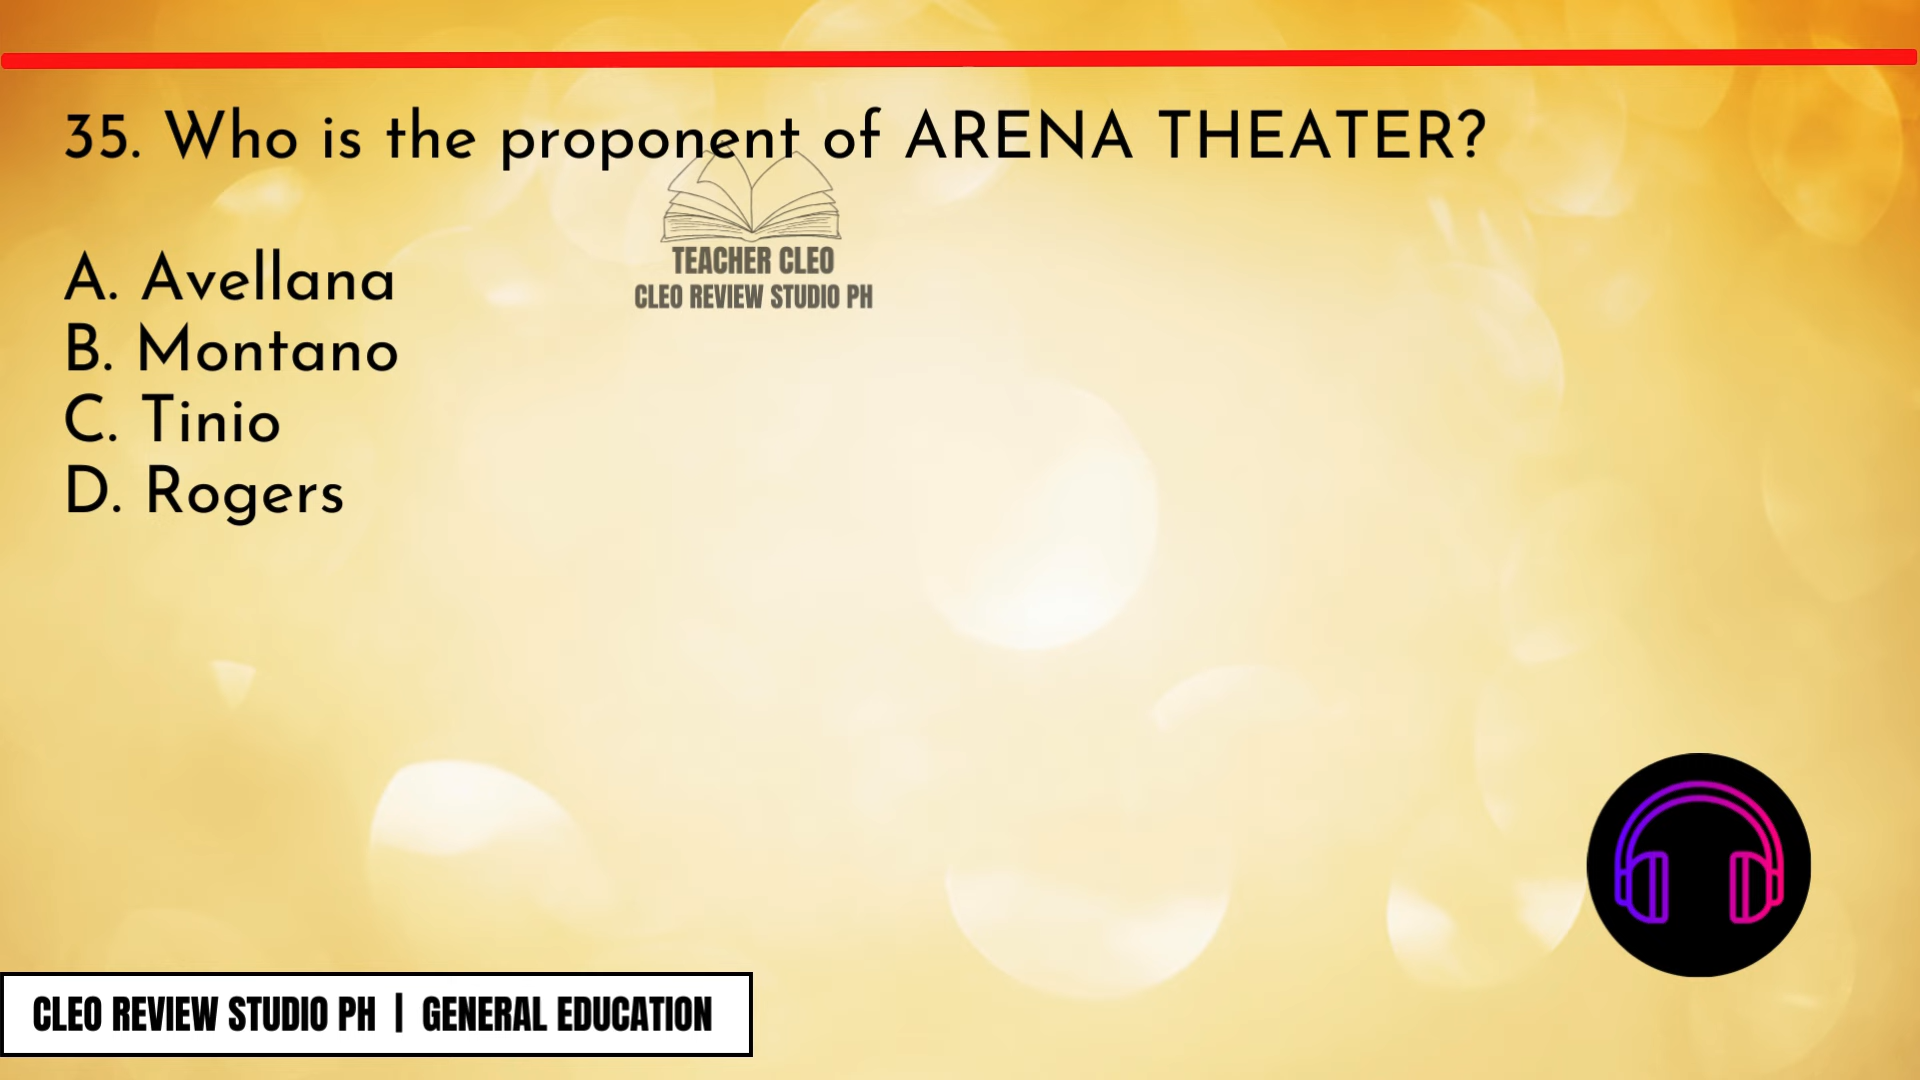 35. Who is the proponent of ARENA THEATER?
TEACHER CLEO
CLEO REVIEW STUDIO PH
A. Avellana
B. Montano
C. Tinio
D. Rogers
CLEO REVIEW STUDIO PH | GENERAL EDUCATION